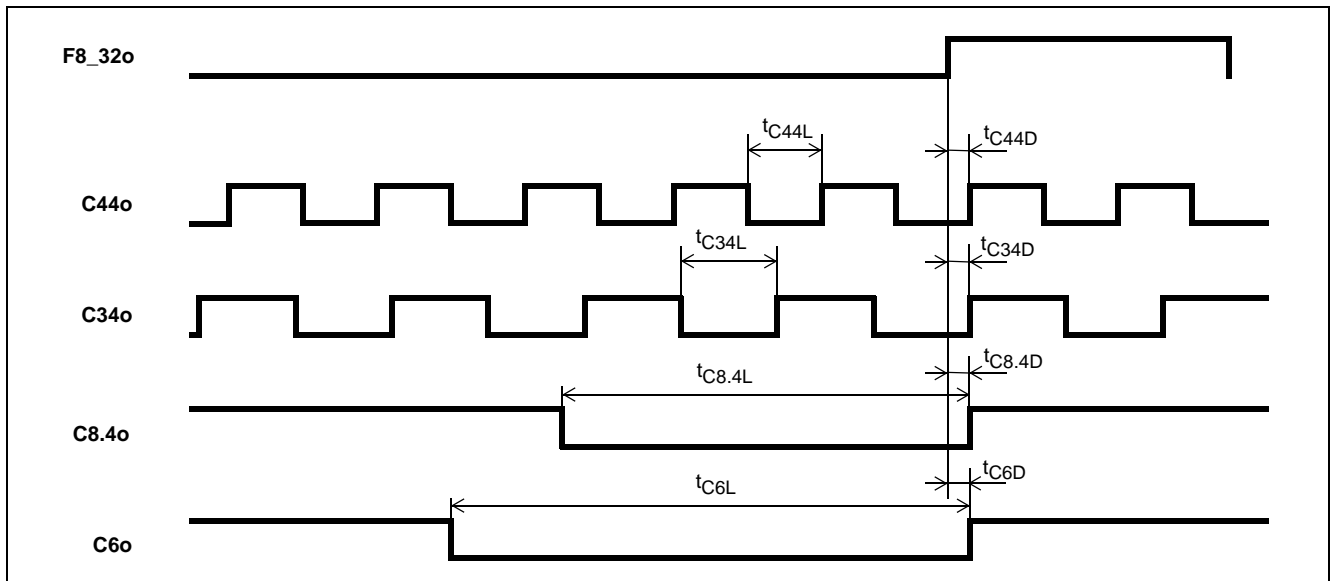 F8_32o
tC44L
tC44D
C44o
tC34L
tC34D
C34o
tC8.4L
tC8.4D
C8.4o
tC6L
tC6D
C6o